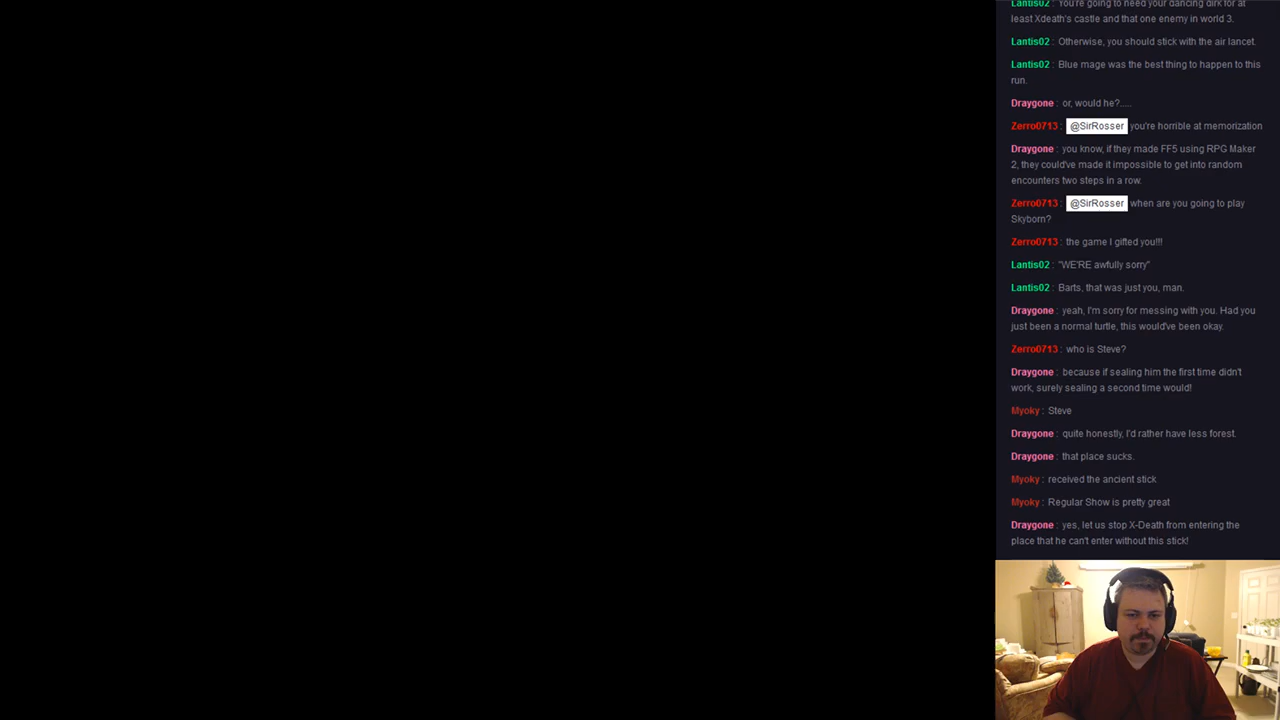 Lantis02 : You're going to need your dancing dirk for at
least Xdeath's castle and that one enemy in world 3.
Lantis02 : Otherwise, you should stick with the air lancet.
Lantis02 : Blue mage was the best thing to happen to this
run.
Draygone : or, would he?.....
Zerro0713 : @SirRosser you're horrible at memorization
Draygone : you know, if they made FF5 using RPG Maker
2, they could've made it impossible to get into random
encounters two steps in a row.
Zerro0713 : @SirRosser when are you going to play
Skyborn?
Zerro0713 : the game I gifted you!!!
Lantis02 : "WE'RE awfully sorry"
Lantis02 : Barts, that was just you, man.
Draygone : yeah, I'm sorry for messing with you. Had you
just been a normal turtle, this would've been okay.
Zerro0713 : who is Steve?
Draygone : because if sealing him the first time didn't
work, surely sealing a second time would!
Myoky : Steve
Draygone : quite honestly, I'd rather have less forest.
Draygone : that place sucks.
Myoky : received the ancient stick
Myoky : Regular Show is pretty great
Draygone : yes, let us stop X-Death from entering the
place that he can't enter without this stick!